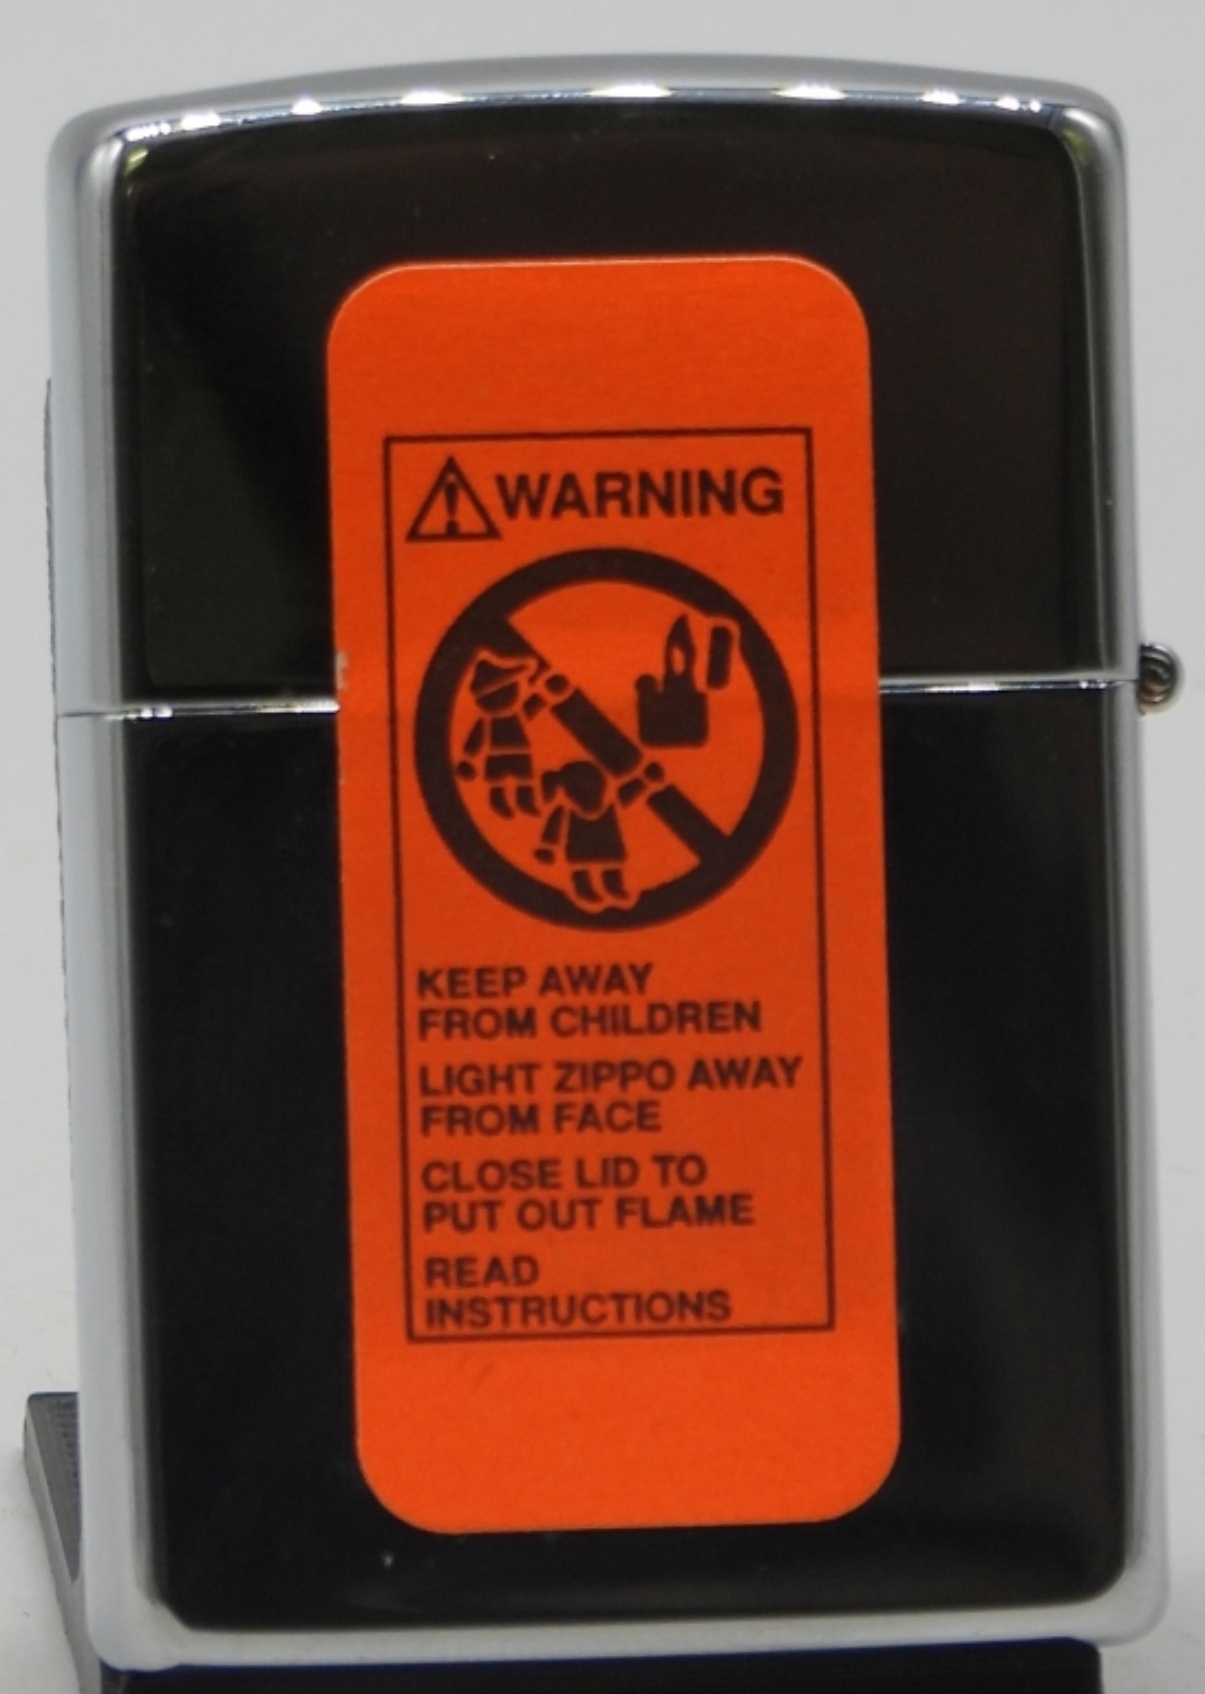 WARNING
KEEP AWAY
FROM CHILDREN
LIGHT ZIPPO AWAY
FROM FACE
CLOSE LID TO
PUT OUT FLAME
READ
INSTRUCTIONS